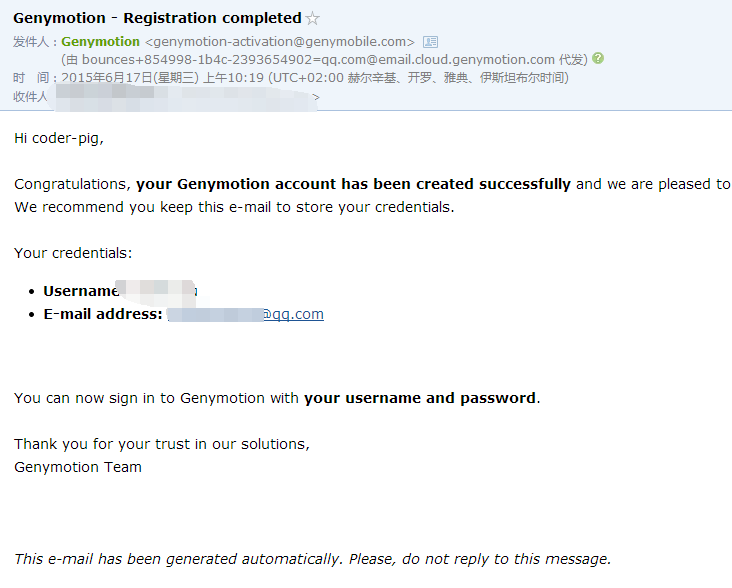 Genymotion - Registration completed
发件人：Genymotion <genymotion-activation@genymobile.com>
(由 bounces+854998-1b4c-2393654902=qq.com@email.cloud.genymotion.com 代发)
时　间：2015年6月17日(星期三) 上午10:19 (UTC+02:00 赫尔辛基、开罗、雅典、伊斯坦布尔时间)
收件人 >
Hi coder-pig,
Congratulations, your Genymotion account has been created successfully and we are pleased to
We recommend you keep this e-mail to store your credentials.
Your credentials:
• Username
• E-mail address: @qq.com
You can now sign in to Genymotion with your username and password.
Thank you for your trust in our solutions,
Genymotion Team
This e-mail has been generated automatically. Please, do not reply to this message.